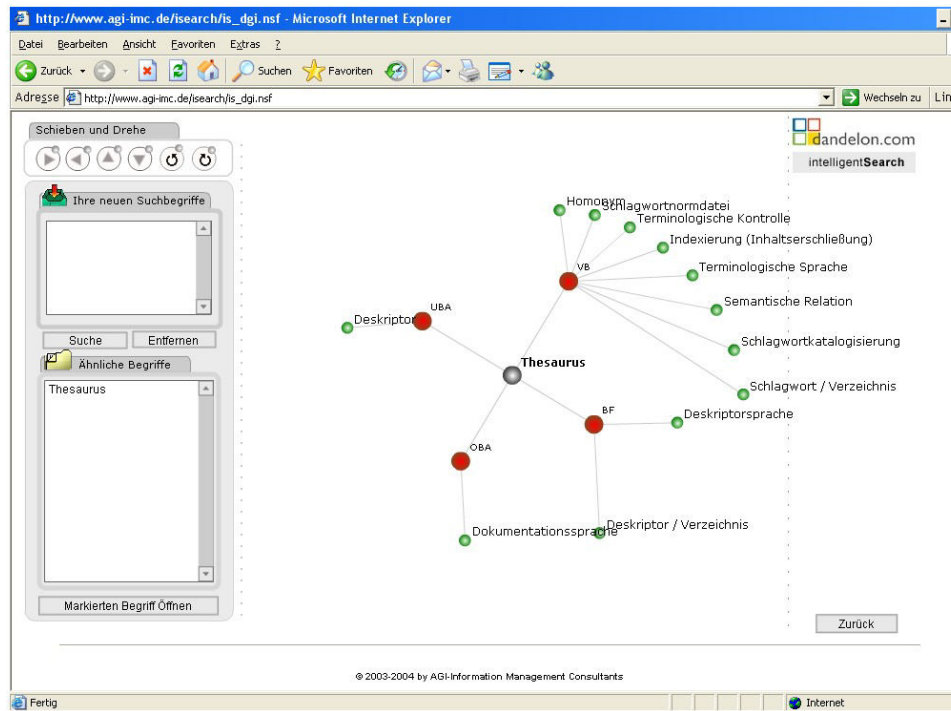 http://www.agi-imc.de/isearch/is_dgi.nsf - Microsoft Internet Explorer
Datei Bearbeiten Ansicht Favoriten Extras ?
Zurück Suchen Favoriten
Adresse http://www.agi-imc.de/isearch/is_dgi.nsf Wechseln zu Lin
Schieben und Drehe
dandelon.com
intelligentSearch
Ihre neuen Suchbegriffe
Suche Entfernen
Ähnliche Begriffe
Thesaurus
Markierten Begriff Öffnen
Homonym
Schlagwortnormdatei
Terminologische Kontrolle
Indexierung (Inhaltserschließung)
VB
Terminologische Sprache
Semantische Relation
UBA
Deskriptor
Schlagwortkatalogisierung
Thesaurus
Schlagwort / Verzeichnis
BF
Deskriptorsprache
OBA
Deskriptor / Verzeichnis
Dokumentationssprache
Zurück
© 2003-2004 by AGI-Information Management Consultants
Fertig Internet